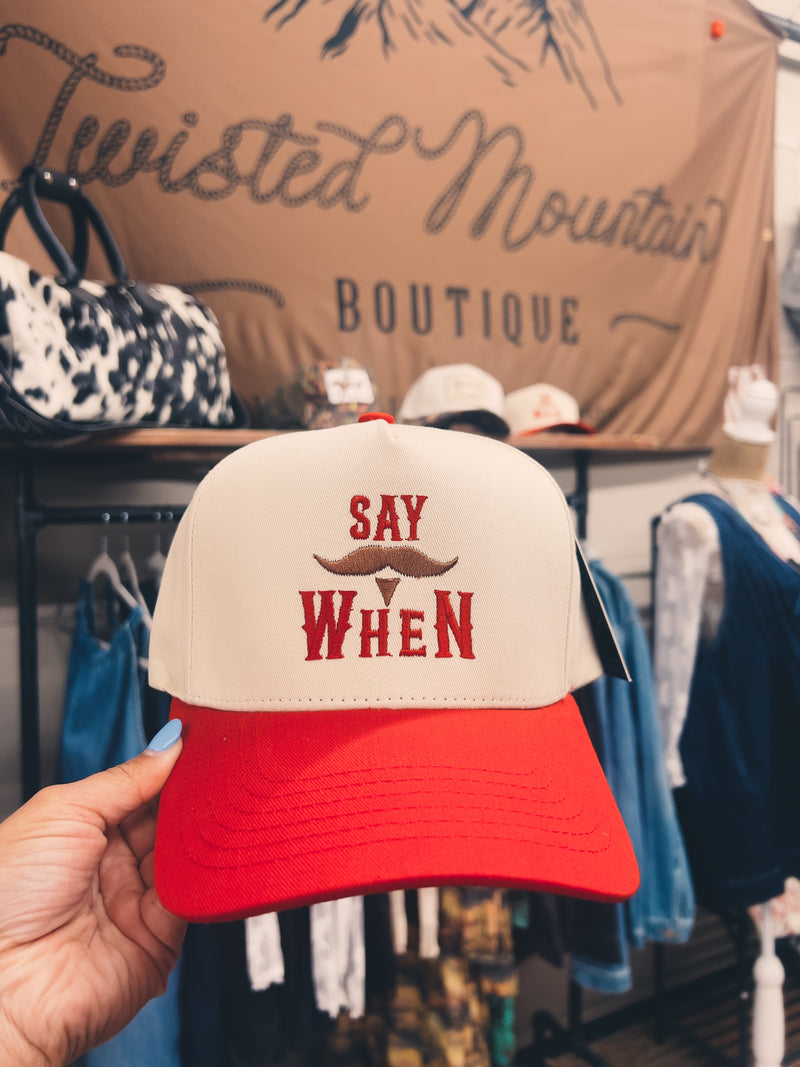 Twisted Mountain
BOUTIQUE
SAY
WHEN